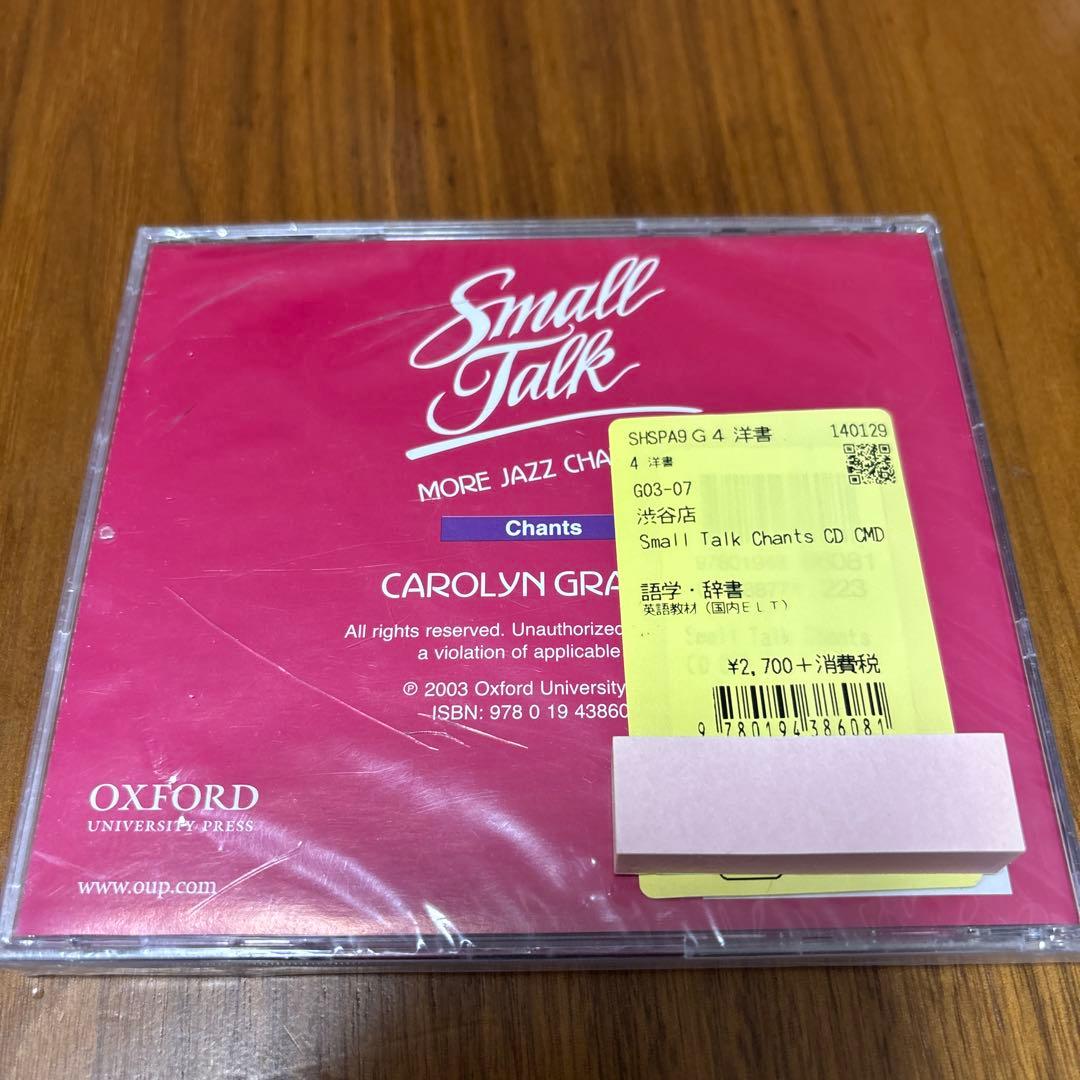 Small
Talk
MORE JAZZ CHA
Chants
CAROLYN GRA
All rights reserved. Unauthorized
a violation of applicable
℗ 2003 Oxford University
ISBN: 978 0 19 43860
OXFORD
UNIVERSITY PRESS
www.oup.com
SHSPA9 G 4 洋書 140129
4 洋書
G03-07
渋谷店
Small Talk Chants CD CMD
語学・辞書
英語教材（国内ELT）
¥2,700+消費税
9 780194 386081